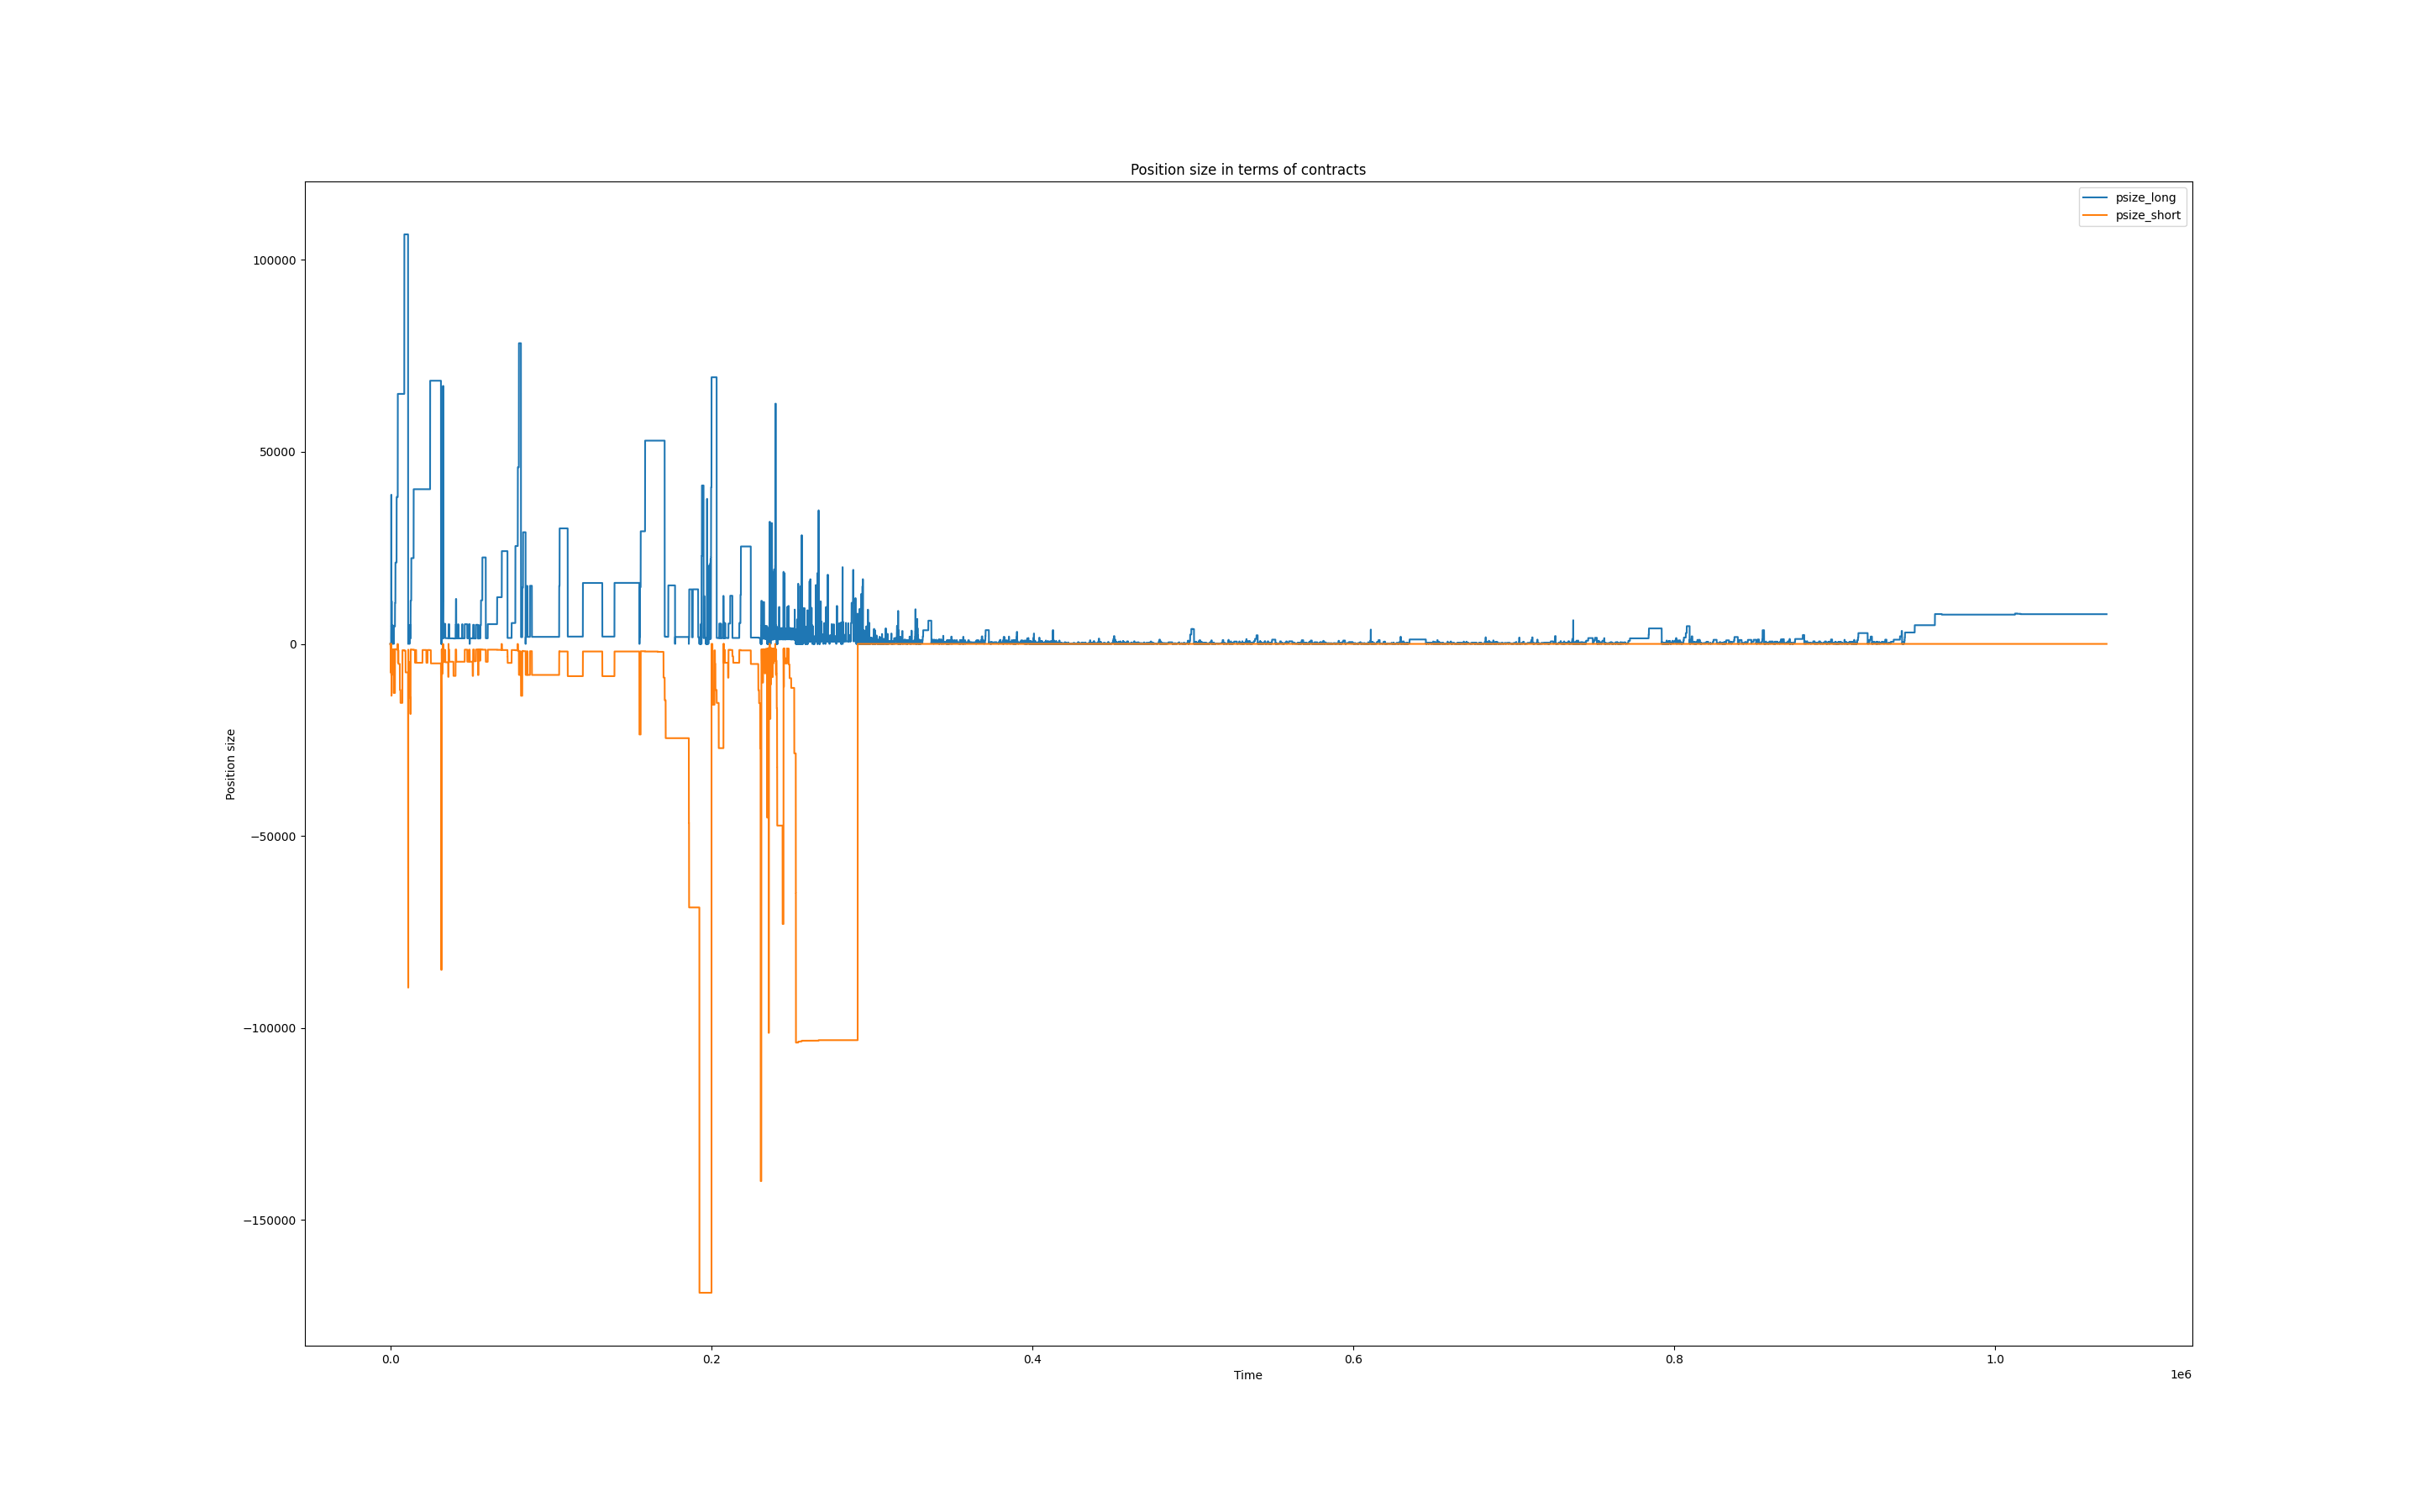 Position size in terms of contracts
psize_long
psize_short
100000
50000
0
−50000
−100000
−150000
Position size
0.0
0.2
0.4
0.6
0.8
1.0
1e6
Time